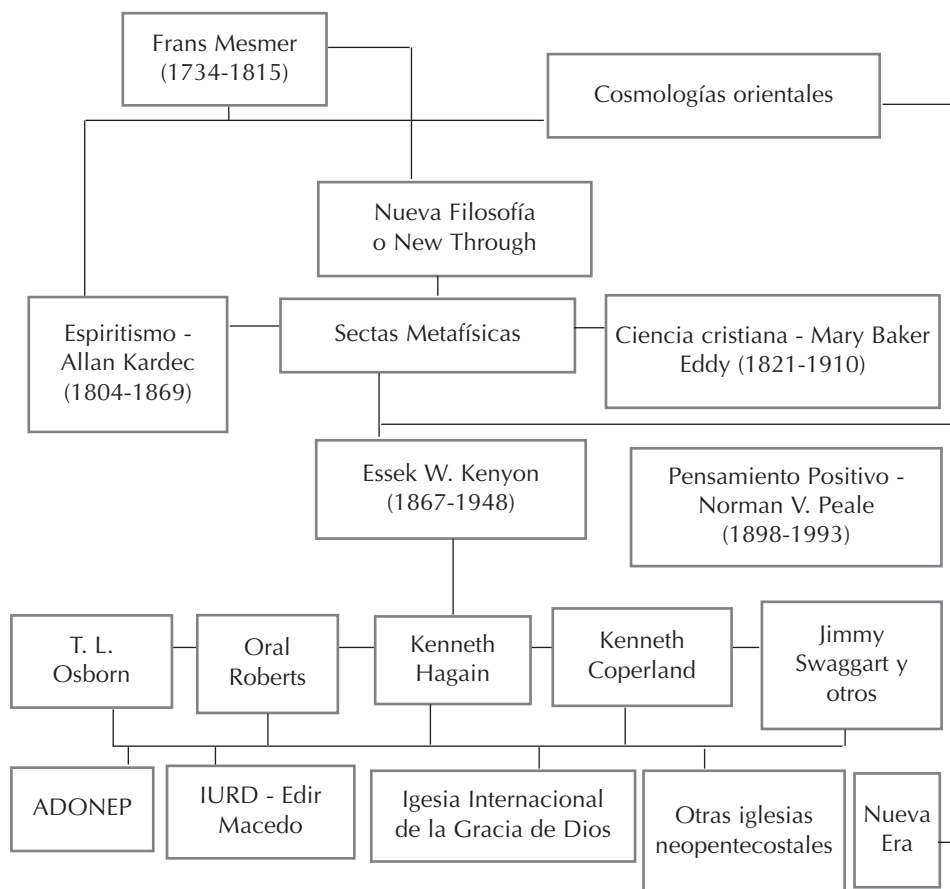 Frans Mesmer
(1734-1815)
Cosmologías orientales
Nueva Filosofía
o New Through
Espiritismo -
Allan Kardec
(1804-1869)
Sectas Metafísicas
Ciencia cristiana - Mary Baker
Eddy (1821-1910)
Essek W. Kenyon
(1867-1948)
Pensamiento Positivo -
Norman V. Peale
(1898-1993)
T. L.
Osborn
Oral
Roberts
Kenneth
Hagain
Kenneth
Coperland
Jimmy
Swaggart y
otros
ADONEP
IURD - Edir
Macedo
Igesia Internacional
de la Gracia de Dios
Otras iglesias
neopentecostales
Nueva
Era